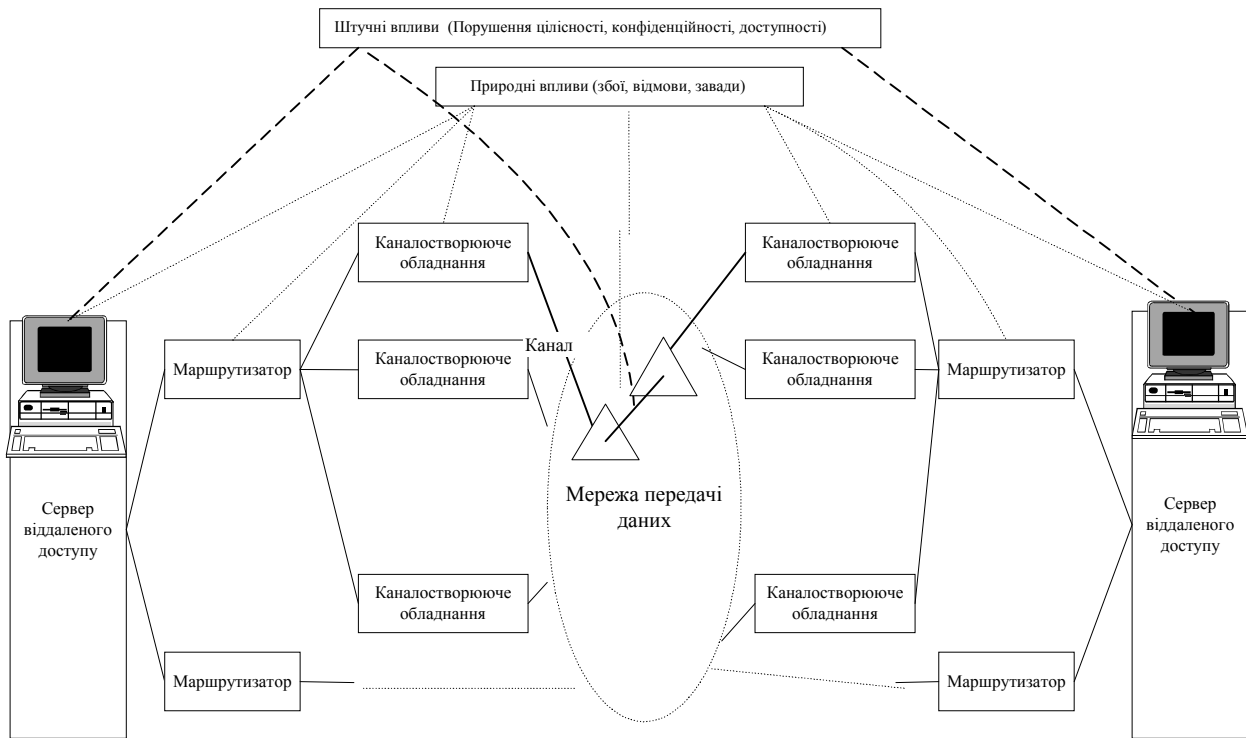 Штучні впливи (Порушення цілісності, конфіденційності, доступності)
Природні впливи (збої, відмови, завади)
Каналостворююче
обладнання
Каналостворююче
обладнання
Канал
Маршрутизатор
Каналостворююче
обладнання
Каналостворююче
обладнання
Маршрутизатор
Мережа передачі
даних
Сервер
віддаленого
доступу
Сервер
віддаленого
доступу
Каналостворююче
обладнання
Каналостворююче
обладнання
Маршрутизатор
Маршрутизатор